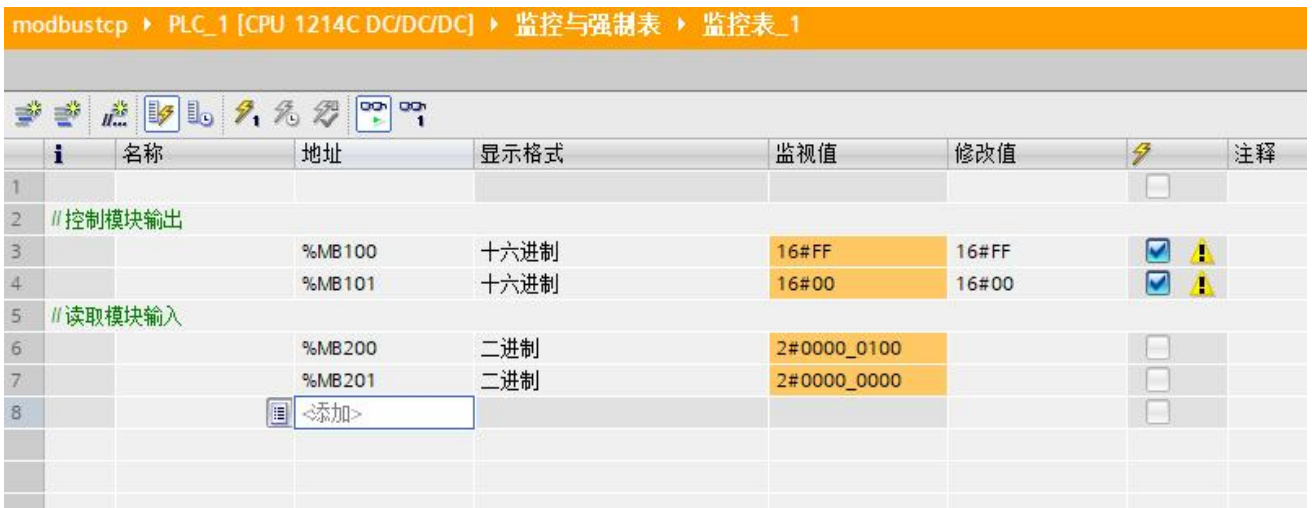 modbustcp ▸ PLC_1 [CPU 1214C DC/DC/DC] ▸ 监控与强制表 ▸ 监控表_1
i 名称 地址 显示格式 监视值 修改值 注释
1
2 //控制模块输出
3 %MB100 十六进制 16#FF 16#FF
4 %MB101 十六进制 16#00 16#00
5 //读取模块输入
6 %MB200 二进制 2#0000_0100
7 %MB201 二进制 2#0000_0000
8 <添加>